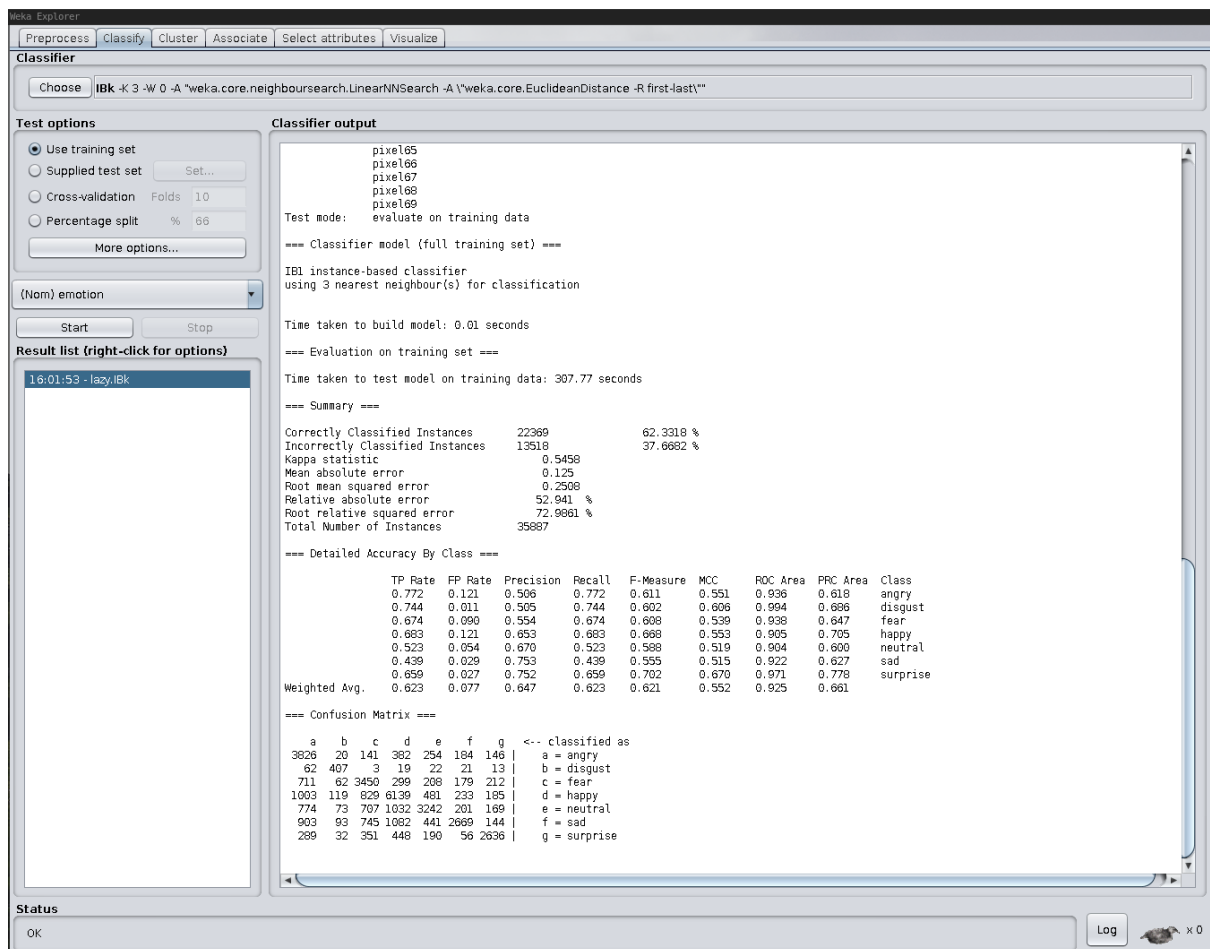 Weka Explorer
Preprocess Classify Cluster Associate Select attributes Visualize
Classifier
Choose IBk -K 3 -W 0 -A "weka.core.neighboursearch.LinearNNSearch -A \"weka.core.EuclideanDistance -R first-last\""
Test options
Use training set
Supplied test set Set...
Cross-validation Folds 10
Percentage split % 66
More options...
(Nom) emotion
Start Stop
Result list (right-click for options)
16:01:53 - lazy.IBk
Classifier output
pixel65
pixel66
pixel67
pixel68
pixel69
Test mode: evaluate on training data
=== Classifier model (full training set) ===
IB1 instance-based classifier
using 3 nearest neighbour(s) for classification
Time taken to build model: 0.01 seconds
=== Evaluation on training set ===
Time taken to test model on training data: 307.77 seconds
=== Summary ===
Correctly Classified Instances 22369 62.3318 %
Incorrectly Classified Instances 13518 37.6682 %
Kappa statistic 0.5458
Mean absolute error 0.125
Root mean squared error 0.2508
Relative absolute error 52.941 %
Root relative squared error 72.9861 %
Total Number of Instances 35887
=== Detailed Accuracy By Class ===
TP Rate FP Rate Precision Recall F-Measure MCC ROC Area PRC Area Class
0.772 0.121 0.506 0.772 0.611 0.551 0.936 0.618 angry
0.744 0.011 0.505 0.744 0.602 0.606 0.994 0.686 disgust
0.674 0.090 0.554 0.674 0.608 0.539 0.938 0.647 fear
0.683 0.121 0.653 0.683 0.668 0.553 0.905 0.705 happy
0.523 0.054 0.670 0.523 0.588 0.519 0.904 0.600 neutral
0.439 0.029 0.753 0.439 0.555 0.515 0.922 0.627 sad
0.659 0.027 0.752 0.659 0.702 0.670 0.971 0.778 surprise
Weighted Avg. 0.623 0.077 0.647 0.623 0.621 0.552 0.925 0.661
=== Confusion Matrix ===
a b c d e f g <-- classified as
3826 20 141 382 254 184 146 | a = angry
62 407 3 19 22 21 13 | b = disgust
711 62 3450 299 208 179 212 | c = fear
1003 119 829 6139 481 233 185 | d = happy
774 73 707 1032 3242 201 169 | e = neutral
903 93 745 1082 441 2669 144 | f = sad
289 32 351 448 190 56 2636 | g = surprise
Status
OK
Log x 0